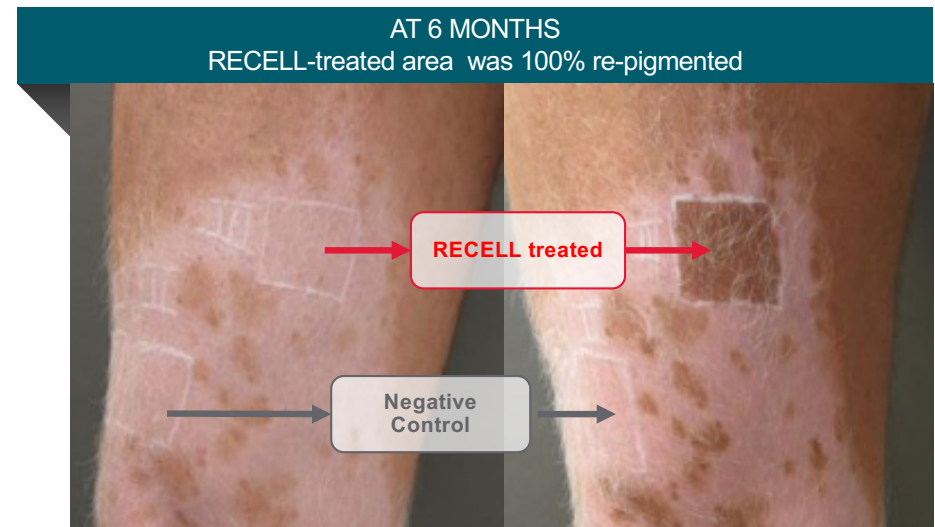 AT 6 MONTHS
RECELL-treated area was 100% re-pigmented
RECELL treated
Negative
Control